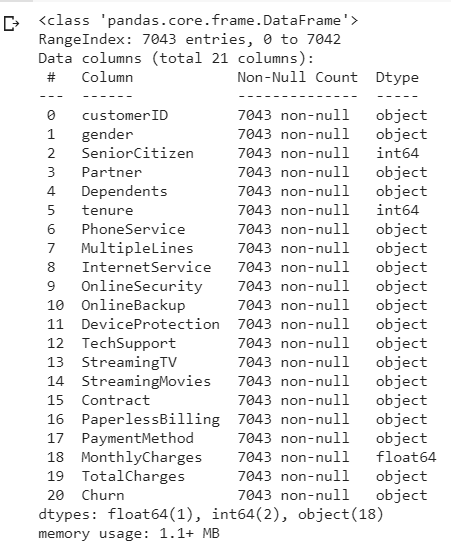 <class 'pandas.core.frame.DataFrame'>
RangeIndex: 7043 entries, 0 to 7042
Data columns (total 21 columns):
 #   Column            Non-Null Count  Dtype
---  ------            --------------  -----
 0   customerID        7043 non-null   object
 1   gender            7043 non-null   object
 2   SeniorCitizen     7043 non-null   int64
 3   Partner           7043 non-null   object
 4   Dependents        7043 non-null   object
 5   tenure            7043 non-null   int64
 6   PhoneService      7043 non-null   object
 7   MultipleLines     7043 non-null   object
 8   InternetService   7043 non-null   object
 9   OnlineSecurity    7043 non-null   object
 10  OnlineBackup      7043 non-null   object
 11  DeviceProtection  7043 non-null   object
 12  TechSupport       7043 non-null   object
 13  StreamingTV       7043 non-null   object
 14  StreamingMovies   7043 non-null   object
 15  Contract          7043 non-null   object
 16  PaperlessBilling  7043 non-null   object
 17  PaymentMethod     7043 non-null   object
 18  MonthlyCharges    7043 non-null   float64
 19  TotalCharges      7043 non-null   object
 20  Churn             7043 non-null   object
dtypes: float64(1), int64(2), object(18)
memory usage: 1.1+ MB